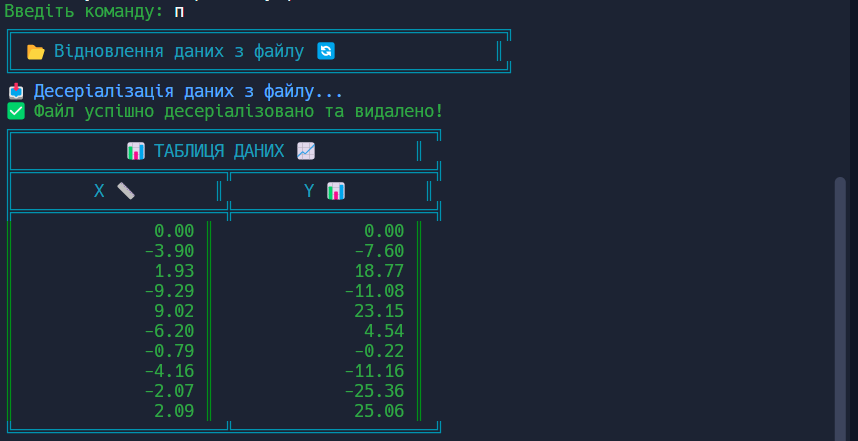 Введіть команду: п
Відновлення даних з файлу
Десеріалізація даних з файлу...
Файл успішно десеріалізовано та видалено!
ТАБЛИЦЯ ДАНИХ
X Y
0.00 0.00
-3.90 -7.60
1.93 18.77
-9.29 -11.08
9.02 23.15
-6.20 4.54
-0.79 -0.22
-4.16 -11.16
-2.07 -25.36
2.09 25.06